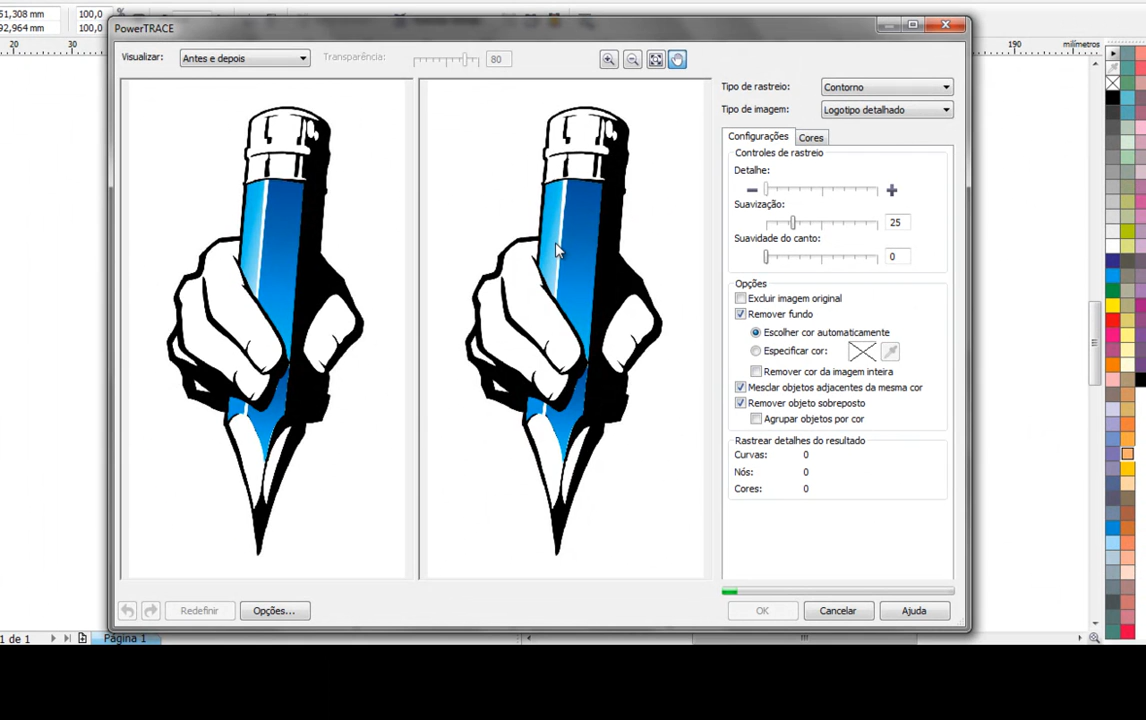 51,308 mm
92,964 mm
100,0
100,0
%
20
30
190
milímetros
PowerTRACE
Visualizar:
Antes e depois
Transparência:
80
Tipo de rastreio:
Contorno
Tipo de imagem:
Logotipo detalhado
Configurações
Cores
Controles de rastreio
Detalhe:
Suavização:
25
Suavidade do canto:
0
Opções
Excluir imagem original
Remover fundo
Escolher cor automaticamente
Especificar cor:
Remover cor da imagem inteira
Mesclar objetos adjacentes da mesma cor
Remover objeto sobreposto
Agrupar objetos por cor
Rastrear detalhes do resultado
Curvas: 0
Nós: 0
Cores: 0
Redefinir
Opções...
OK
Cancelar
Ajuda
1 de 1
Página 1